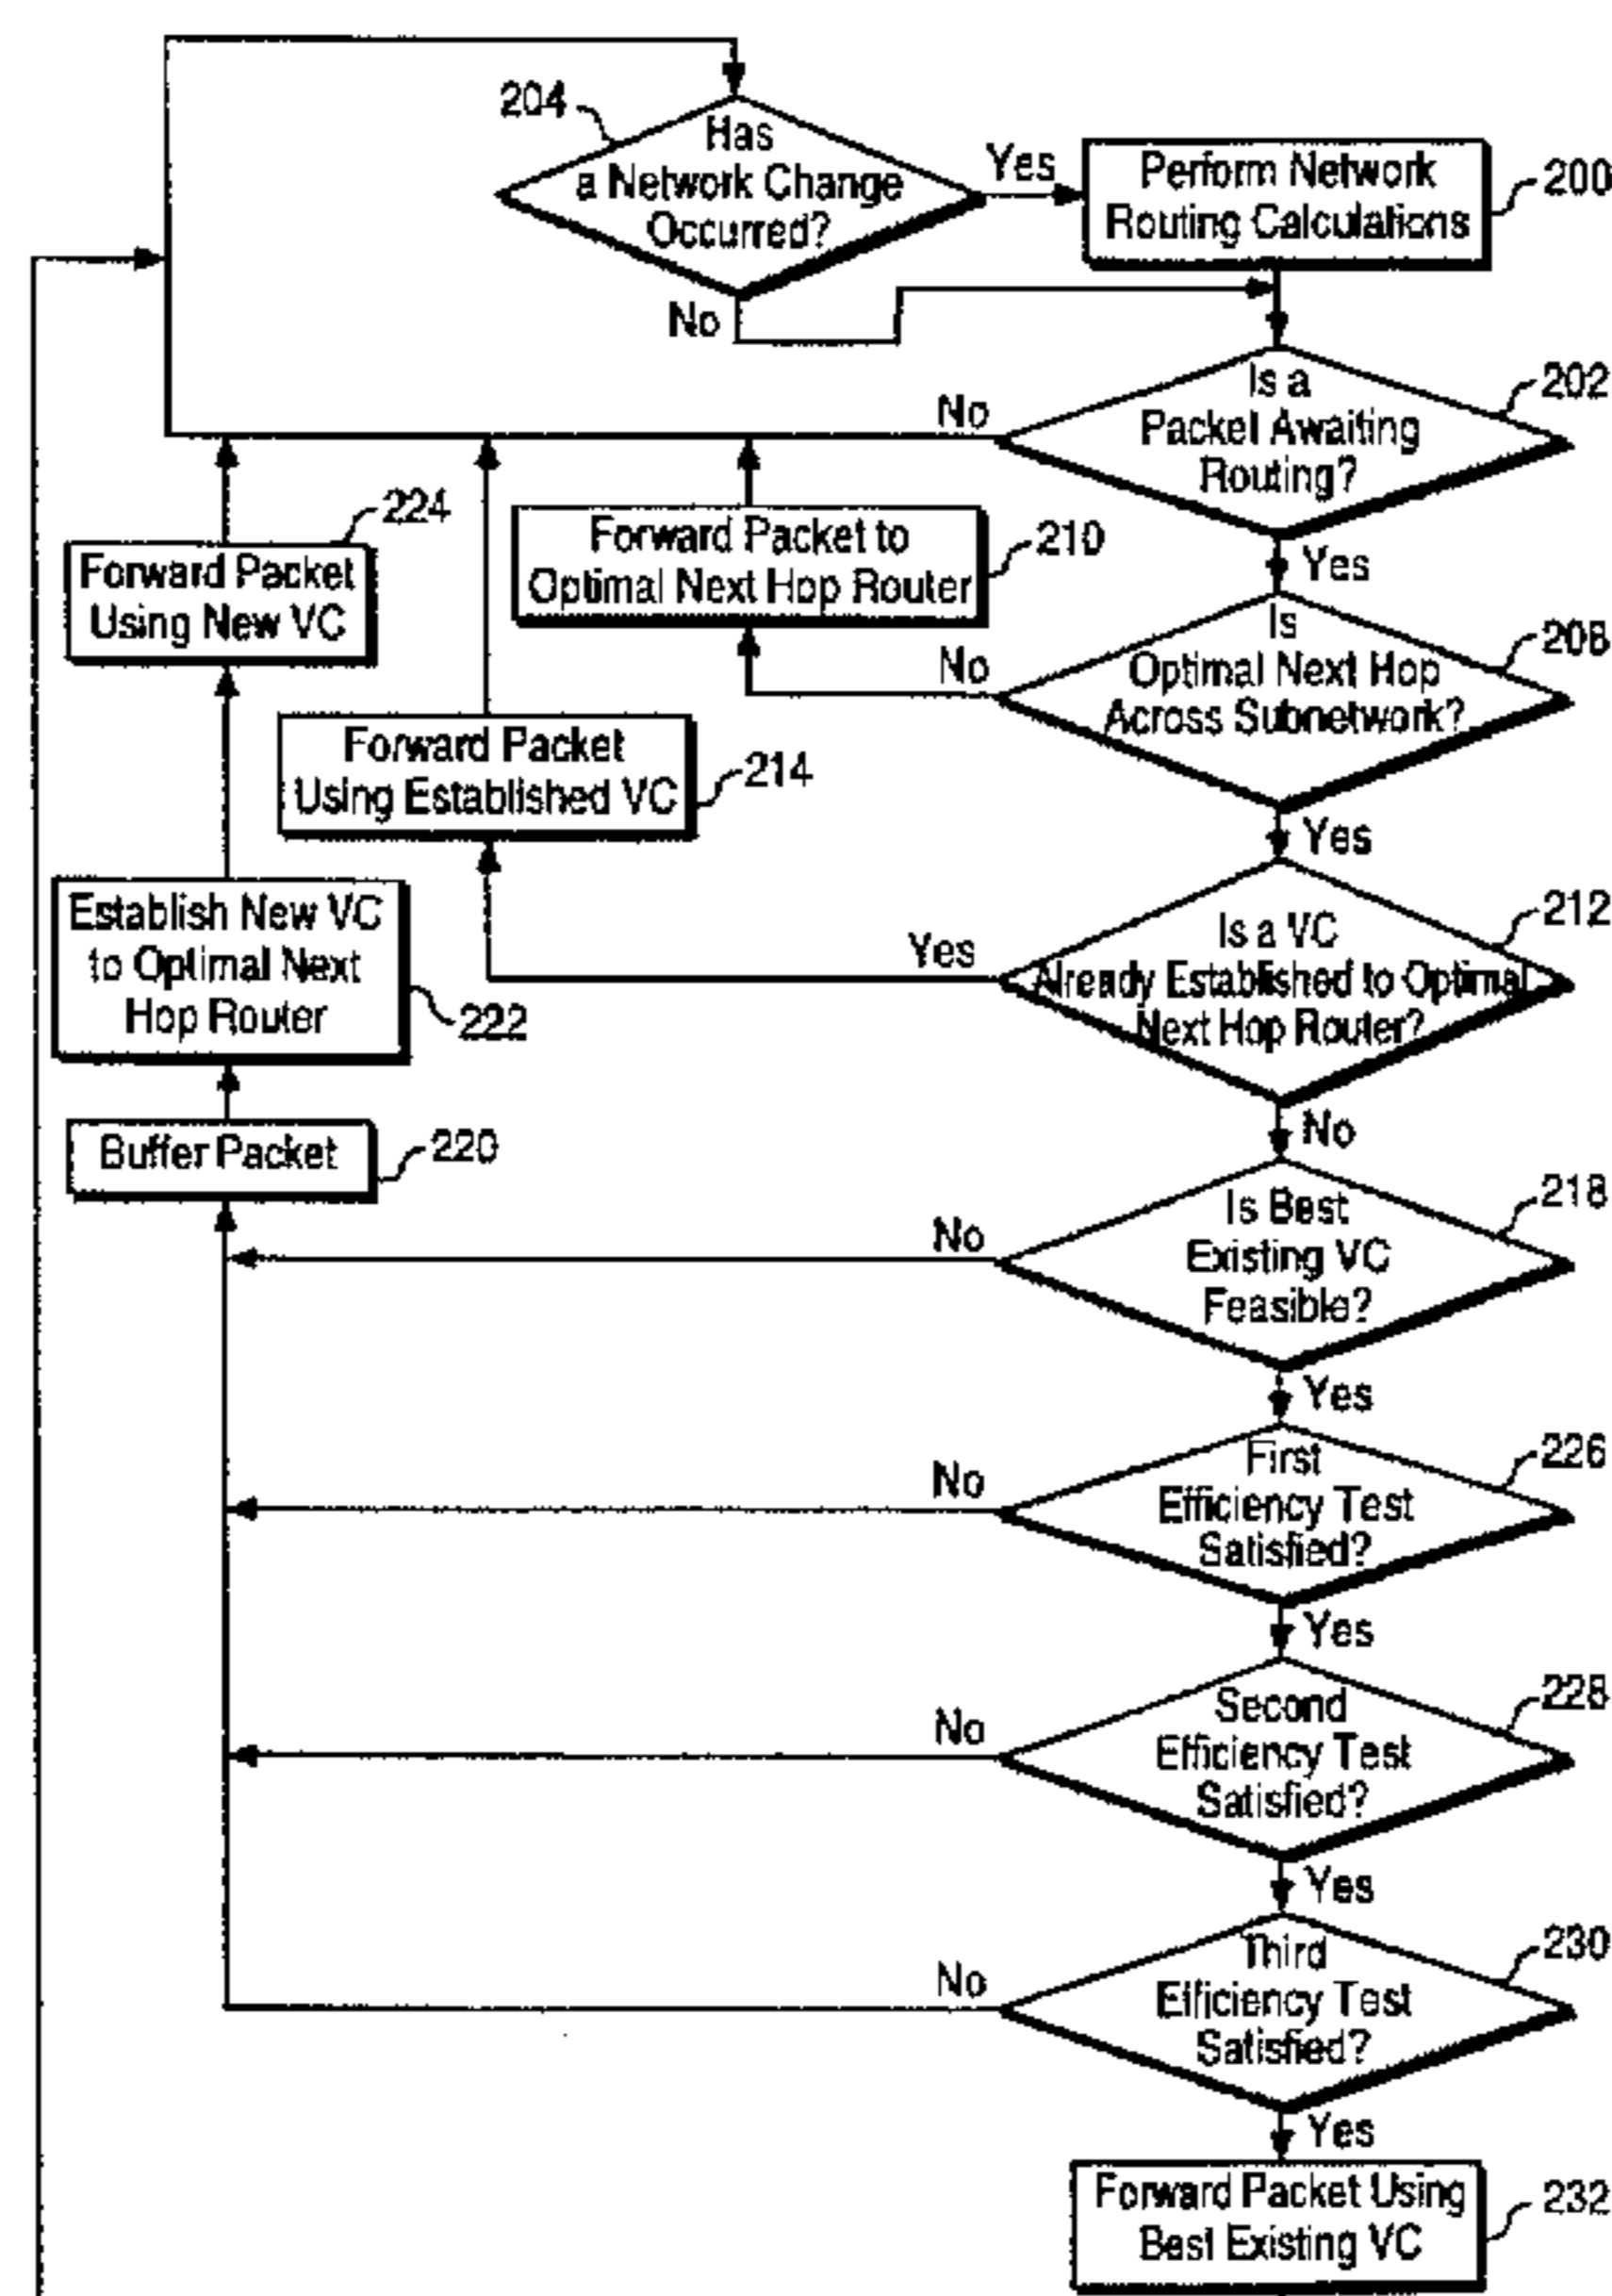 204
Has
a Network Change
Occurred?
Yes
Perform Network
Routing Calculations
200
No
Is a
Packet Awaiting
Routing?
202
No
Yes
224
Forward Packet
Using New VC
Forward Packet to
Optimal Next Hop Router
210
Is
Optimal Next Hop
Across Subnetwork?
208
No
Yes
Forward Packet
Using Established VC
214
Establish New VC
to Optimal Next
Hop Router
222
Is a VC
Already Established to Optimal
Next Hop Router?
212
Yes
No
Buffer Packet
220
Is Best
Existing VC
Feasible?
218
No
Yes
First
Efficiency Test
Satisfied?
226
No
Yes
Second
Efficiency Test
Satisfied?
228
No
Yes
Third
Efficiency Test
Satisfied?
230
No
Yes
Forward Packet Using
Best Existing VC
232